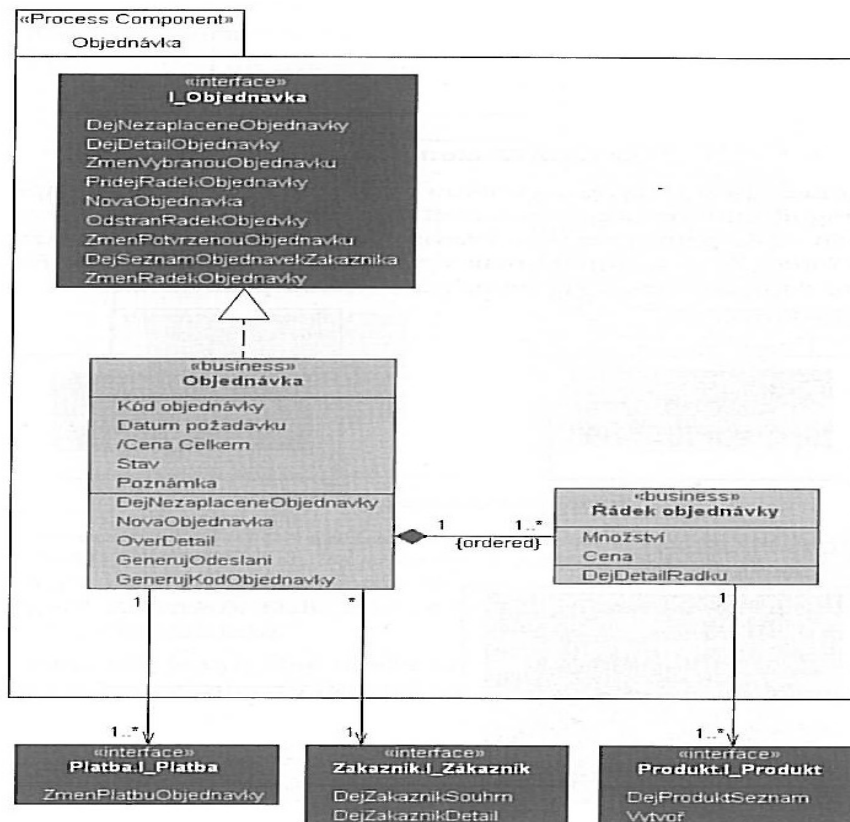 «Process Component»
Objednávka
«interface»
I_Objednavka
DejNezaplaceneObjednavky
DejDetailObjednavky
ZmenVybranouObjednavku
PridejRadekObjednavky
NovaObjednavka
OdstranRadekObjedvky
ZmenPotvrzenouObjednavku
DejSeznamObjednavekZakaznika
ZmenRadekObjednavky
«business»
Objednávka
Kód objednávky
Datum požadavku
/Cena Celkem
Stav
Poznámka
DejNezaplaceneObjednavky
NovaObjednavka
OverDetail
GenerujOdeslani
GenerujKodObjednavky
1
1..*
{ordered}
«business»
Řádek objednávky
Množství
Cena
DejDetailRadku
1
*
1
1..*
1
1..*
«interface»
Platba:I_Platba
ZmenPlatbuObjednavky
«interface»
Zakaznik:I_Zákazník
DejZakaznikSouhrn
DejZakaznikDetail
«interface»
Produkt:I_Produkt
DejProduktSeznam
Vytvoř